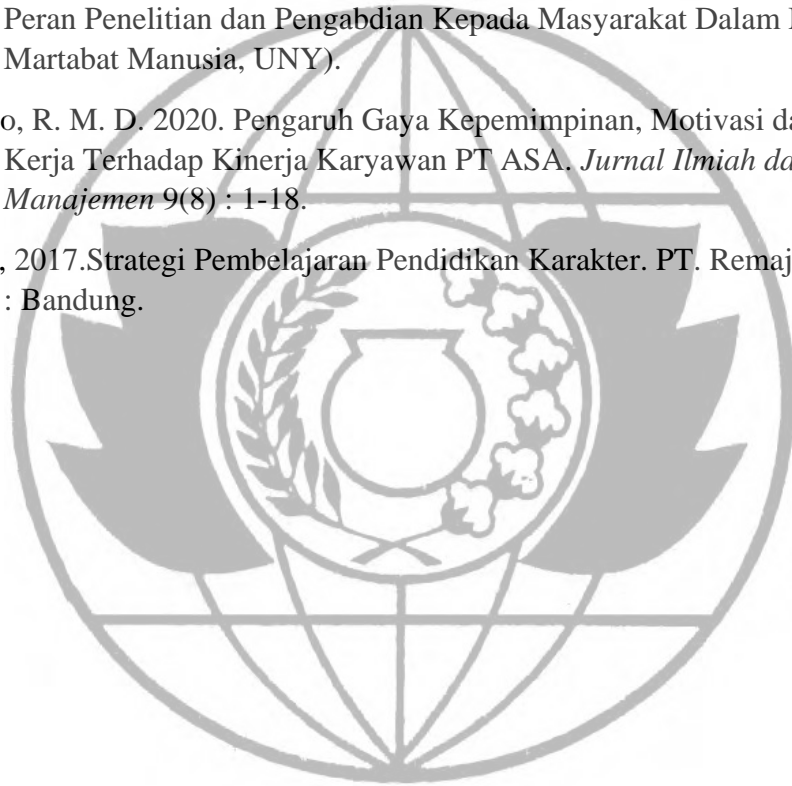 Peran Penelitian dan Pengabdian Kepada Masyarakat Dalam
Martabat Manusia, UNY).
o, R. M. D. 2020. Pengaruh Gaya Kepemimpinan, Motivasi da
Kerja Terhadap Kinerja Karyawan PT ASA. Jurnal Ilmiah da
Manajemen 9(8) : 1-18.
, 2017.Strategi Pembelajaran Pendidikan Karakter. PT. Remaj
: Bandung.